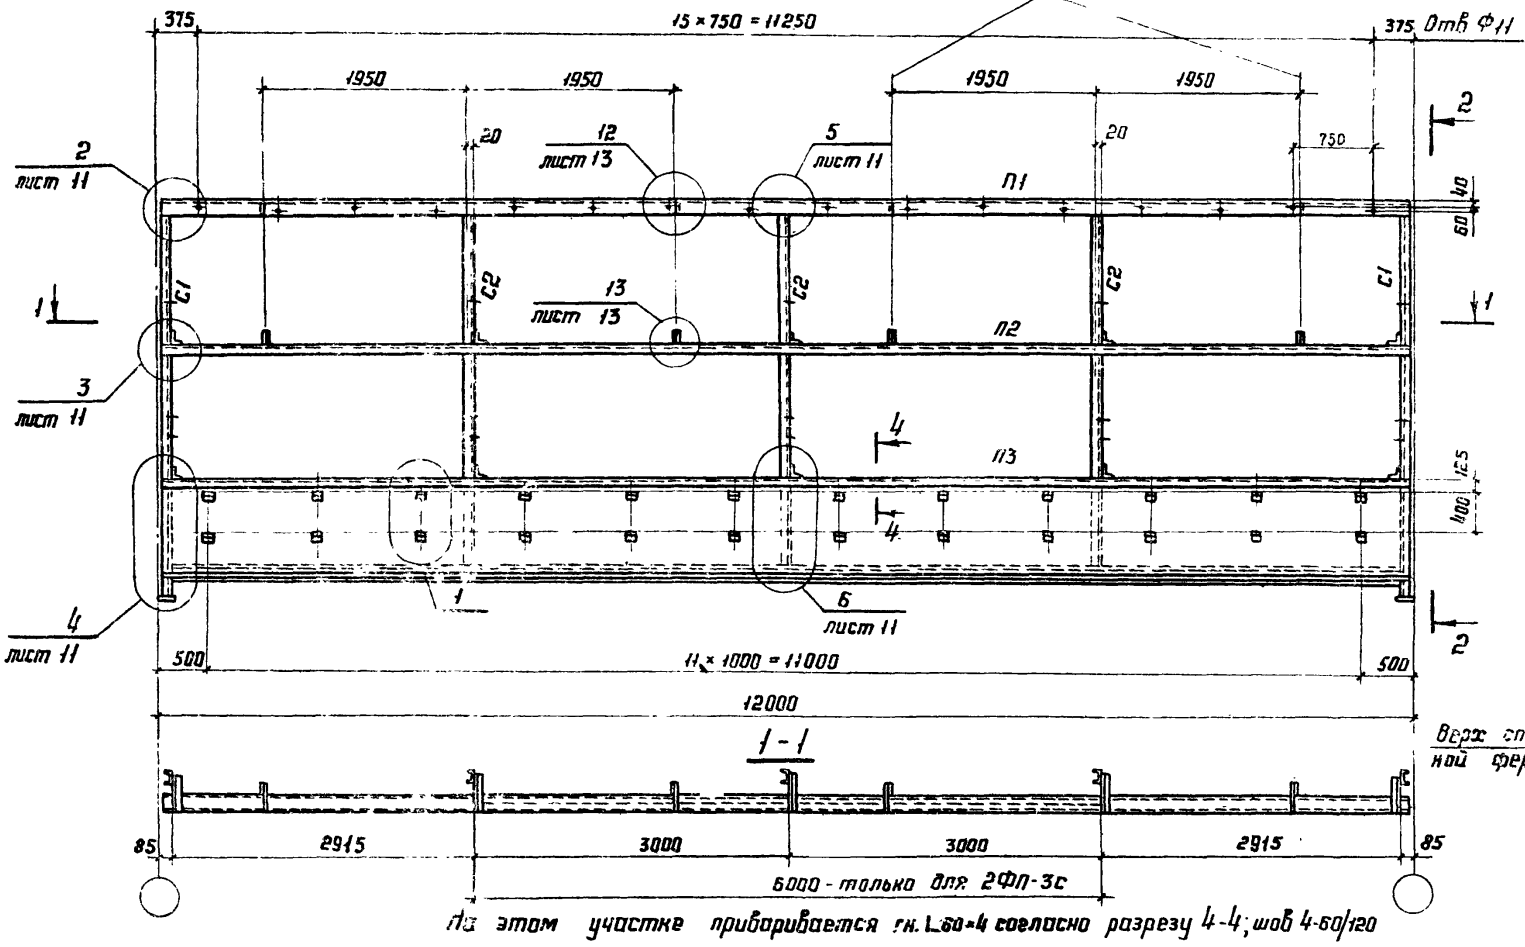 375
15 × 750 = 11250
375
Отв Ф11
1950
1950
1950
1950
2
20
12
лист 13
5
лист 11
20
750
2
лист 11
П1
40
60
С1
С2
С2
С2
С1
1
13
лист 13
П2
1
3
лист 11
4
П3
125
400
4
1
6
лист 11
4
лист 11
2
500
11 × 1000 = 11000
500
12000
1-1
Верх
ной
85
2915
3000
3000
2915
85
6000 - только для 2ФП-3с
На этом участке приваривается гн. L60×4 согласно разрезу 4-4; шов 4-60/120